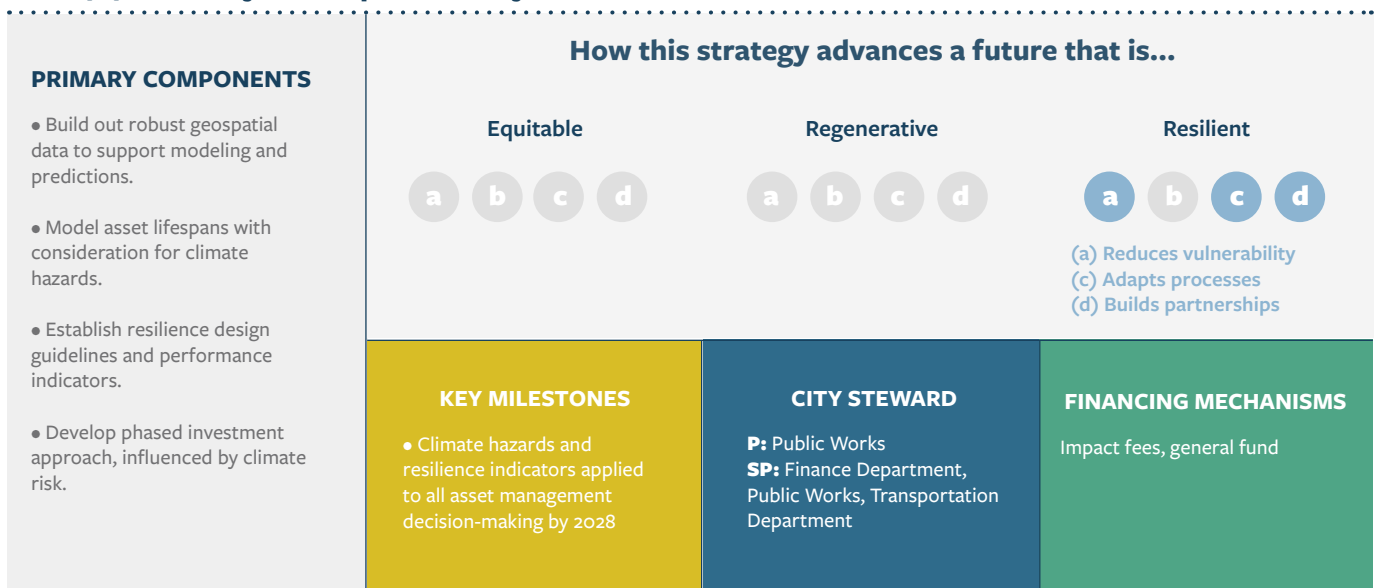 PRIMARY COMPONENTS
• Build out robust geospatial
data to support modeling and
predictions.
• Model asset lifespans with
consideration for climate
hazards.
• Establish resilience design
guidelines and performance
indicators.
• Develop phased investment
approach, influenced by climate
risk.
How this strategy advances a future that is...
Equitable
a b c d
Regenerative
a b c d
Resilient
a b c d
(a) Reduces vulnerability
(c) Adapts processes
(d) Builds partnerships
KEY MILESTONES
• Climate hazards and
resilience indicators applied
to all asset management
decision-making by 2028
CITY STEWARD
P: Public Works
SP: Finance Department,
Public Works, Transportation
Department
FINANCING MECHANISMS
Impact fees, general fund